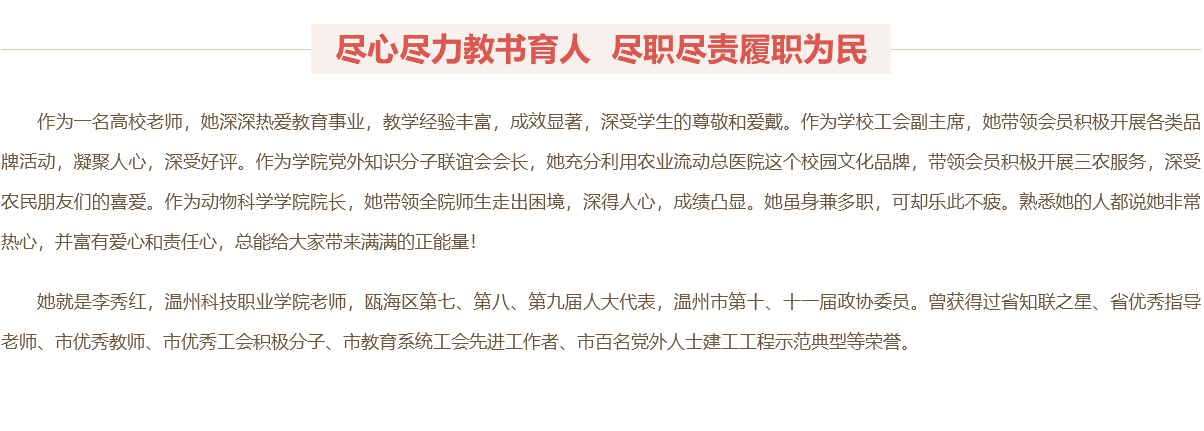 尽心尽力教书育人 尽职尽责履职为民
作为一名高校老师，她深深热爱教育事业，教学经验丰富，成效显著，深受学生的尊敬和爱戴。作为学校工会副主席，她带领会员积极开展各类品
牌活动，凝聚人心，深受好评。作为学院党外知识分子联谊会会长，她充分利用农业流动总医院这个校园文化品牌，带领会员积极开展三农服务，深受
农民朋友们的喜爱。作为动物科学学院院长，她带领全院师生走出困境，深得人心，成绩凸显。她虽身兼多职，可却乐此不疲。熟悉她的人都说她非常
热心，并富有爱心和责任心，总能给大家带来满满的正能量！
她就是李秀红，温州科技职业学院老师，瓯海区第七、第八、第九届人大代表，温州市第十、十一届政协委员。曾获得过省知联之星、省优秀指导
老师、市优秀教师、市优秀工会积极分子、市教育系统工会先进工作者、市百名党外人士建工工程示范典型等荣誉。